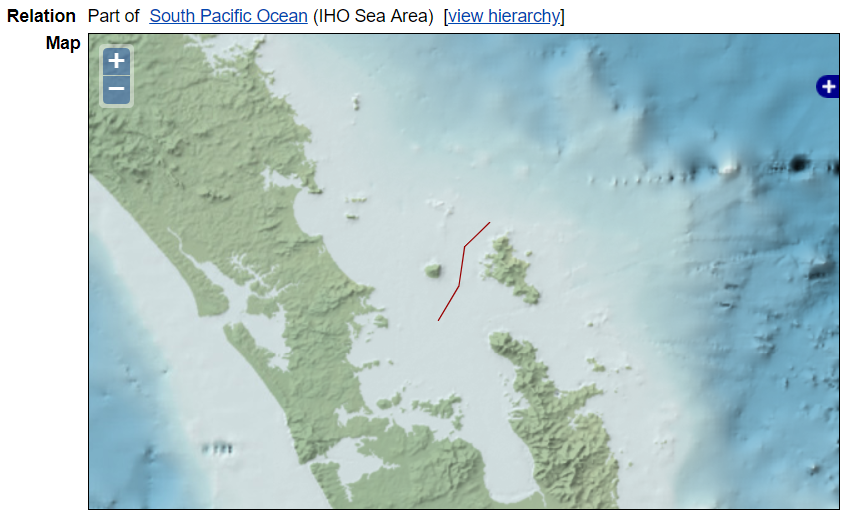 Relation Part of South Pacific Ocean (IHO Sea Area) [view hierarchy]
Map
+
−
+